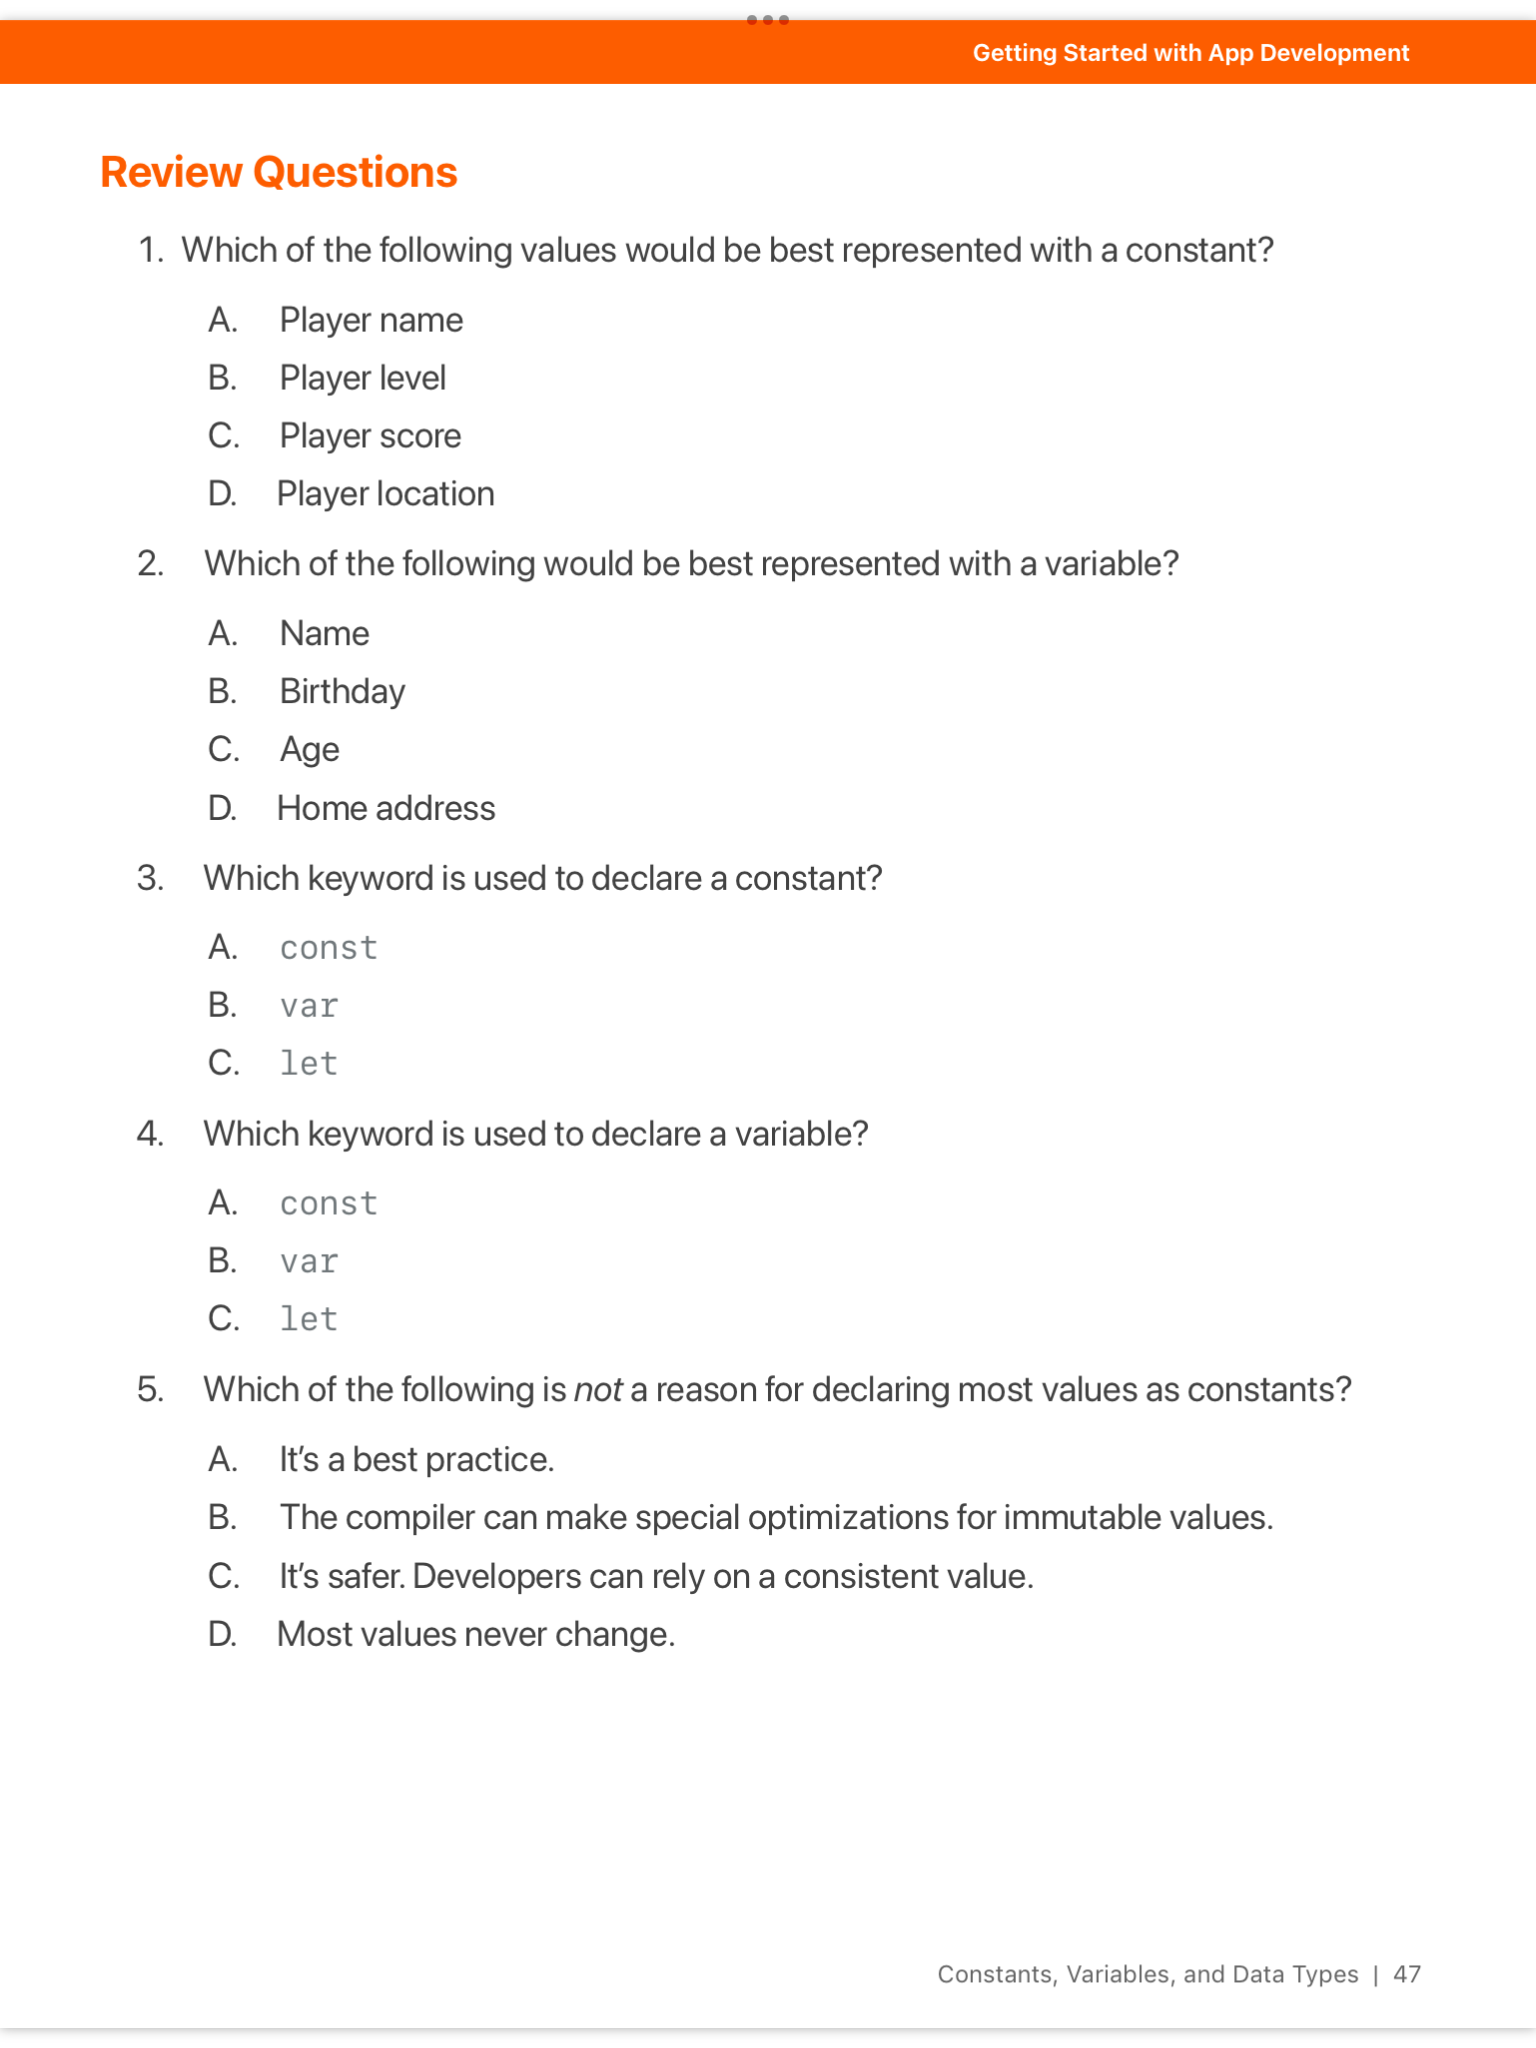 Getting Started with App Development
Review Questions
1. Which of the following values would be best represented with a constant?
A. Player name
B. Player level
C. Player score
D. Player location
2. Which of the following would be best represented with a variable?
A. Name
B. Birthday
C. Age
D. Home address
3. Which keyword is used to declare a constant?
A. const
B. var
C. let
4. Which keyword is used to declare a variable?
A. const
B. var
C. let
5. Which of the following is not a reason for declaring most values as constants?
A. It’s a best practice.
B. The compiler can make special optimizations for immutable values.
C. It’s safer. Developers can rely on a consistent value.
D. Most values never change.
Constants, Variables, and Data Types | 47